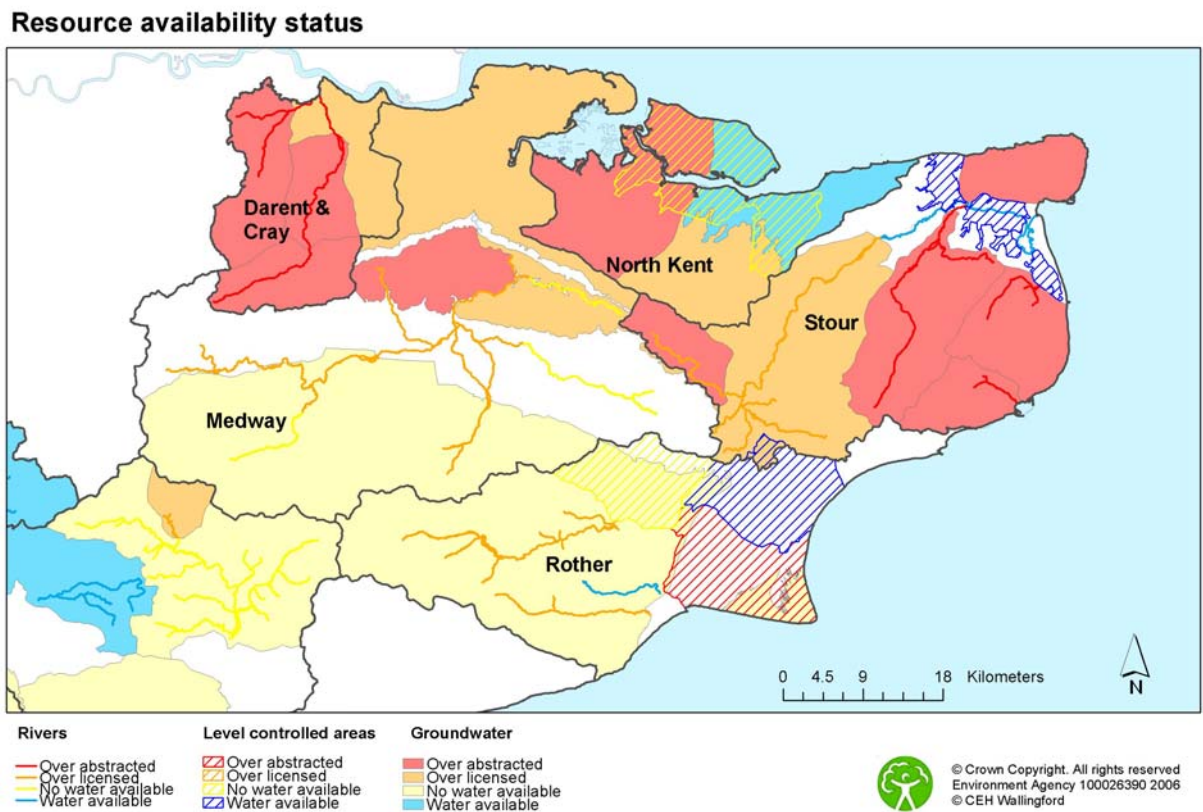 Resource availability status
Darent &
Cray
North Kent
Stour
Medway
Rother
0 4.5 9 18 Kilometers
N
Rivers
Over abstracted
Over licensed
No water available
Water available
Level controlled areas
Over abstracted
Over licensed
No water available
Water available
Groundwater
Over abstracted
Over licensed
No water available
Water available
© Crown Copyright. All rights reserved
Environment Agency 100026390 2006
© CEH Wallingford